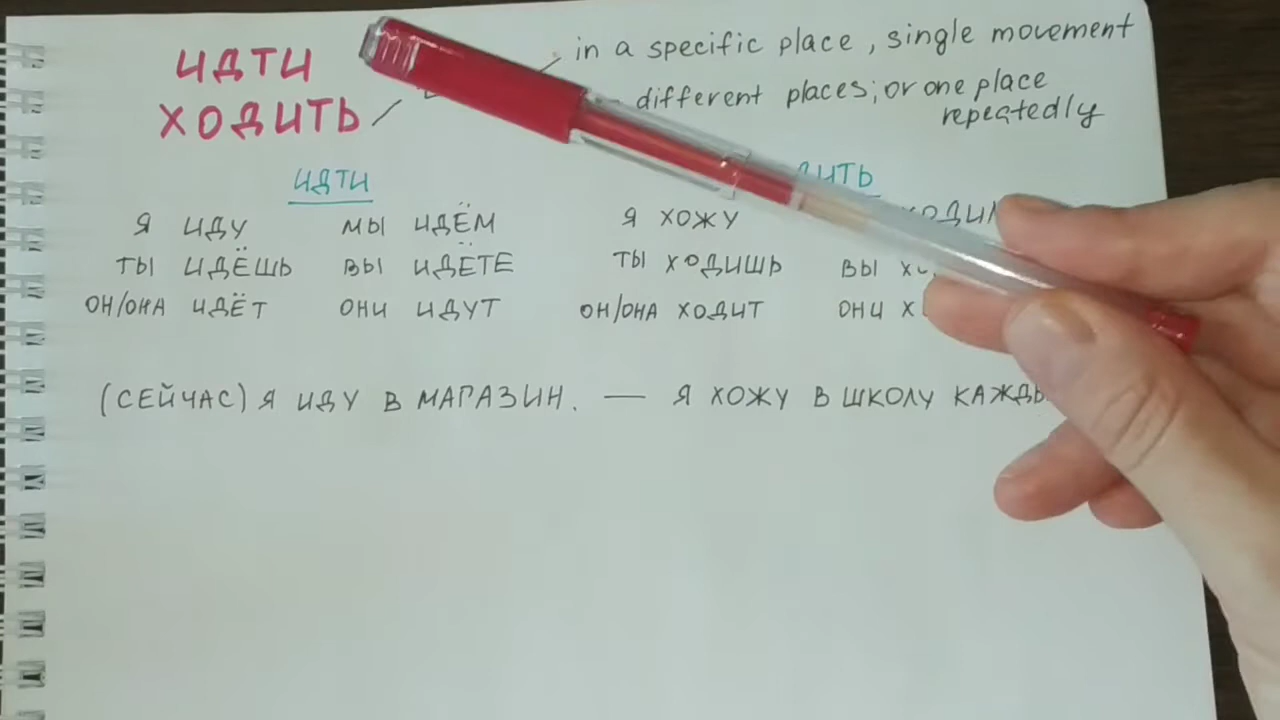 ИДТИ
ХОДИТЬ
in a specific place, single movement
different places; or one place
repeatedly
ИДТИ
Я ИДУ МЫ ИДЁМ
ТЫ ИДЁШЬ ВЫ ИДЁТЕ
ОН/ОНА ИДЁТ ОНИ ИДУТ
Я ХОЖУ
ТЫ ХОДИШЬ ВЫ
ОН/ОНА ХОДИТ ОНИ
(СЕЙЧАС) Я ИДУ В МАГАЗИН. — Я ХОЖУ В ШКОЛУ